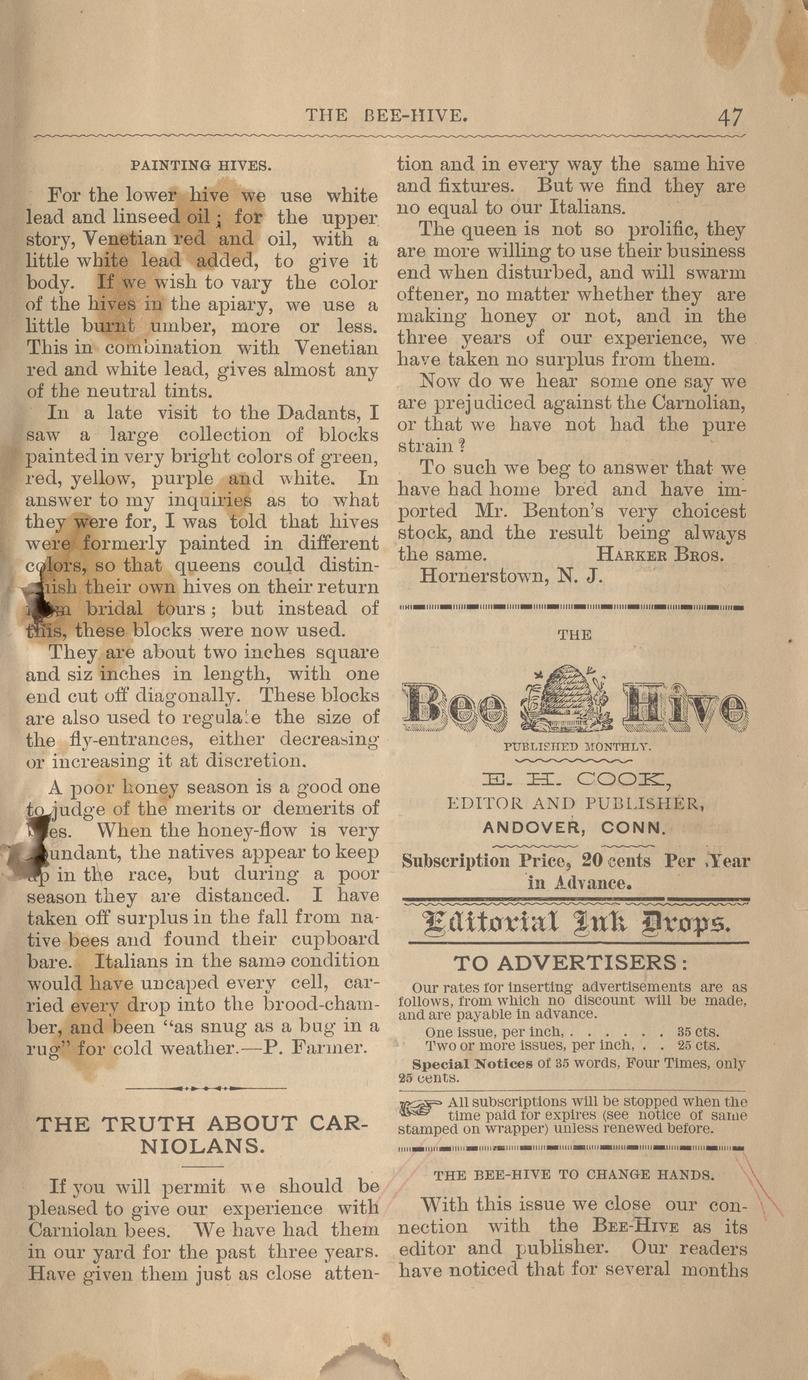 THE BEE-HIVE. 47
PAINTING HIVES.
For the lower hive we use white
lead and linseed oil; for the upper
story, Venetian red and oil, with a
little white lead added, to give it
body. If we wish to vary the color
of the hives in the apiary, we use a
little burnt umber, more or less.
This in combination with Venetian
red and white lead, gives almost any
of the neutral tints.
In a late visit to the Dadants, I
saw a large collection of blocks
painted in very bright colors of green,
red, yellow, purple and white. In
answer to my inquiries as to what
they were for, I was told that hives
were formerly painted in different
colors, so that queens could distin-
uish their own hives on their return
bridal tours; but instead of
this, these blocks were now used.
They are about two inches square
and siz inches in length, with one
end cut off diagonally. These blocks
are also used to regulate the size of
the fly-entrances, either decreasing
or increasing it at discretion.
A poor honey season is a good one
to judge of the merits or demerits of
es. When the honey-flow is very
undant, the natives appear to keep
up in the race, but during a poor
season they are distanced. I have
taken off surplus in the fall from na-
tive bees and found their cupboard
bare. Italians in the same condition
would have uncaped every cell, car-
ried every drop into the brood-cham-
ber, and been “as snug as a bug in a
rug” for cold weather.—P. Farmer.
THE TRUTH ABOUT CAR-
NIOLANS.
If you will permit we should be
pleased to give our experience with
Carniolan bees. We have had them
in our yard for the past three years.
Have given them just as close atten-
tion and in every way the same hive
and fixtures. But we find they are
no equal to our Italians.
The queen is not so prolific, they
are more willing to use their business
end when disturbed, and will swarm
oftener, no matter whether they are
making honey or not, and in the
three years of our experience, we
have taken no surplus from them.
Now do we hear some one say we
are prejudiced against the Carnolian,
or that we have not had the pure
strain?
To such we beg to answer that we
have had home bred and have im-
ported Mr. Benton’s very choicest
stock, and the result being always
the same. HARKER BROS.
Hornerstown, N. J.
THE
Bee Hive
PUBLISHED MONTHLY.
E. H. COOK,
EDITOR AND PUBLISHER,
ANDOVER, CONN.
Subscription Price, 20 cents Per Year
in Advance.
Editorial Ink Drops.
TO ADVERTISERS:
Our rates for inserting advertisements are as
follows, from which no discount will be made,
and are payable in advance.
One issue, per inch, . . . . . . 35 cts.
Two or more issues, per inch, . . 25 cts.
Special Notices of 35 words, Four Times, only
25 cents.
All subscriptions will be stopped when the
time paid for expires (see notice of same
stamped on wrapper) unless renewed before.
THE BEE-HIVE TO CHANGE HANDS.
With this issue we close our con-
nection with the BEE-HIVE as its
editor and publisher. Our readers
have noticed that for several months